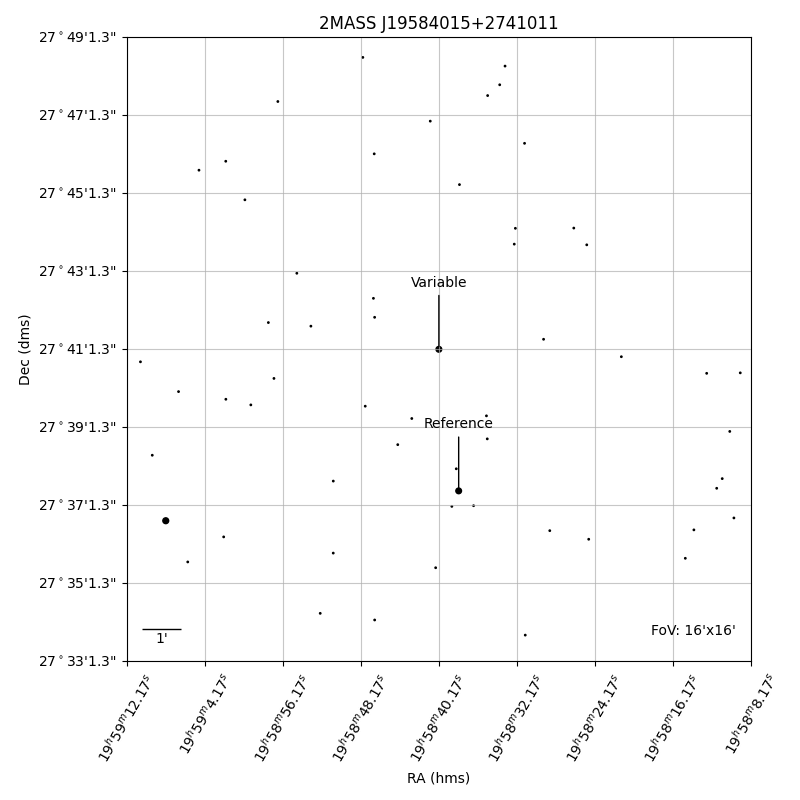 2MASS J19584015+2741011
27°49'1.3"
27°47'1.3"
27°45'1.3"
27°43'1.3"
27°41'1.3"
27°39'1.3"
27°37'1.3"
27°35'1.3"
27°33'1.3"
Dec (dms)
Variable
Reference
1'
FoV: 16'x16'
19ʰ59ᵐ12.17ˢ
19ʰ59ᵐ4.17ˢ
19ʰ58ᵐ56.17ˢ
19ʰ58ᵐ48.17ˢ
19ʰ58ᵐ40.17ˢ
19ʰ58ᵐ32.17ˢ
19ʰ58ᵐ24.17ˢ
19ʰ58ᵐ16.17ˢ
19ʰ58ᵐ8.17ˢ
RA (hms)